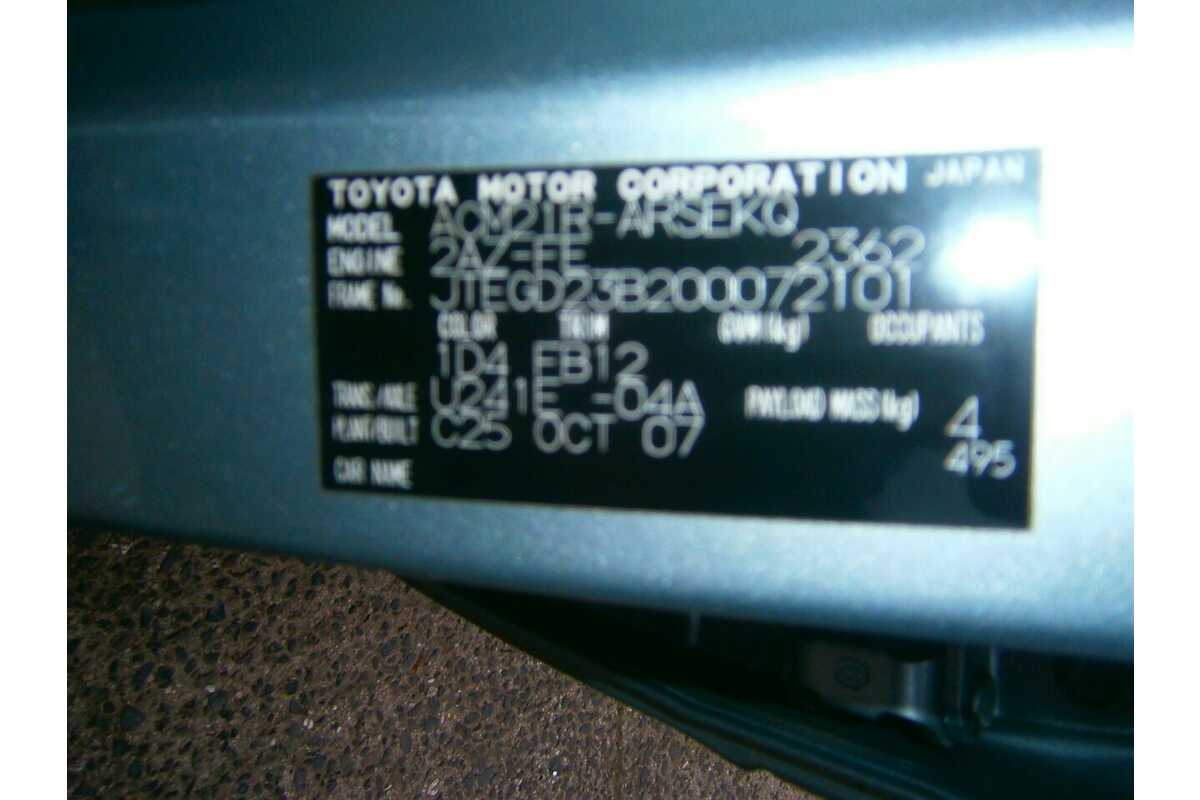 TOYOTA MOTOR CORPORATION JAPAN
MODEL ACM21R-ARSEKQ
ENGINE 2AZ-FE 2362
FRAME No. JTEGD23B200072101
COLOR TRIM GVM(kg) OCCUPANTS
1D4 FB12
TRANS./AXLE U241E -04A PAYLOAD MASS(kg) 4
PLANT/BUILT C25 OCT 07 495
CAR NAME